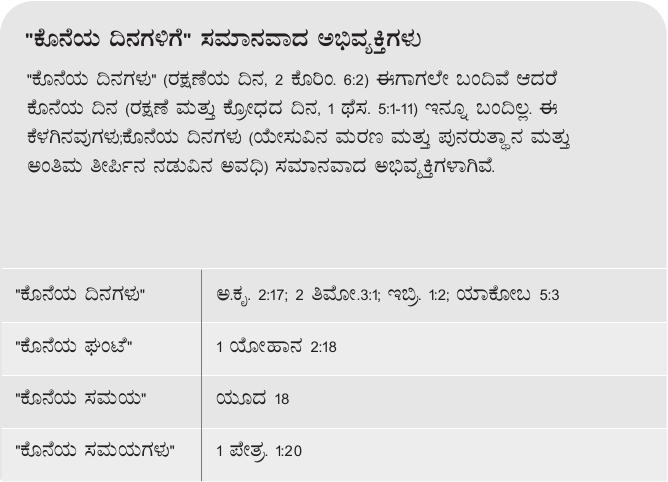 "ಕೊನೆಯ ದಿನಗಳಿಗೆ" ಸಮಾನವಾದ ಅಭಿವ್ಯಕ್ತಿಗಳು
"ಕೊನೆಯ ದಿನಗಳು" (ರಕ್ಷಣೆಯ ದಿನ, 2 ಕೊರಿಂ. 6:2) ಈಗಾಗಲೇ ಬಂದಿವೆ ಆದರೆ
ಕೊನೆಯ ದಿನ (ರಕ್ಷಣೆ ಮತ್ತು ಕ್ರೋಧದ ದಿನ, 1 ಥೆಸ. 5:1-11) ಇನ್ನೂ ಬಂದಿಲ್ಲ. ಈ
ಕೆಳಗಿನವುಗಳು;ಕೊನೆಯ ದಿನಗಳು (ಯೇಸುವಿನ ಮರಣ ಮತ್ತು ಪುನರುತ್ಥಾನ ಮತ್ತು
ಅಂತಿಮ ತೀರ್ಪಿನ ನಡುವಿನ ಅವಧಿ) ಸಮಾನವಾದ ಅಭಿವ್ಯಕ್ತಿಗಳಾಗಿವೆ.
"ಕೊನೆಯ ದಿನಗಳು" ಅ.ಕೃ. 2:17; 2 ತಿಮೋ.3:1; ಇಬ್ರಿ. 1:2; ಯಾಕೋಬ 5:3
"ಕೊನೆಯ ಘಂಟೆ" 1 ಯೋಹಾನ 2:18
"ಕೊನೆಯ ಸಮಯ" ಯೂದ 18
"ಕೊನೆಯ ಸಮಯಗಳು" 1 ಪೇತ್ರ. 1:20